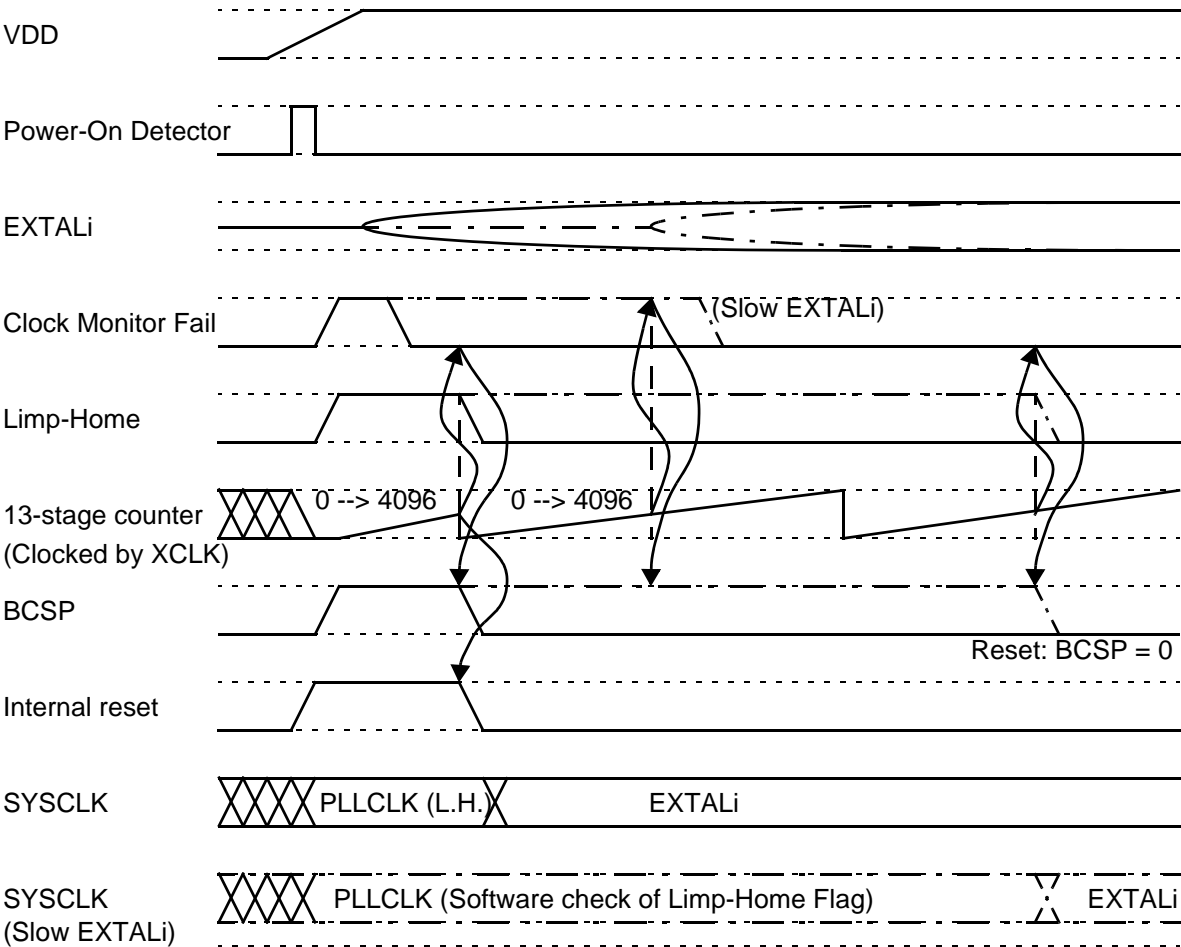 VDD
Power-On Detector
EXTALi
Clock Monitor Fail
(Slow EXTALi)
Limp-Home
13-stage counter
(Clocked by XCLK)
0 --> 4096
0 --> 4096
BCSP
Reset: BCSP = 0
Internal reset
SYSCLK
PLLCLK (L.H.)
EXTALi
SYSCLK
(Slow EXTALi)
PLLCLK (Software check of Limp-Home Flag)
EXTALi